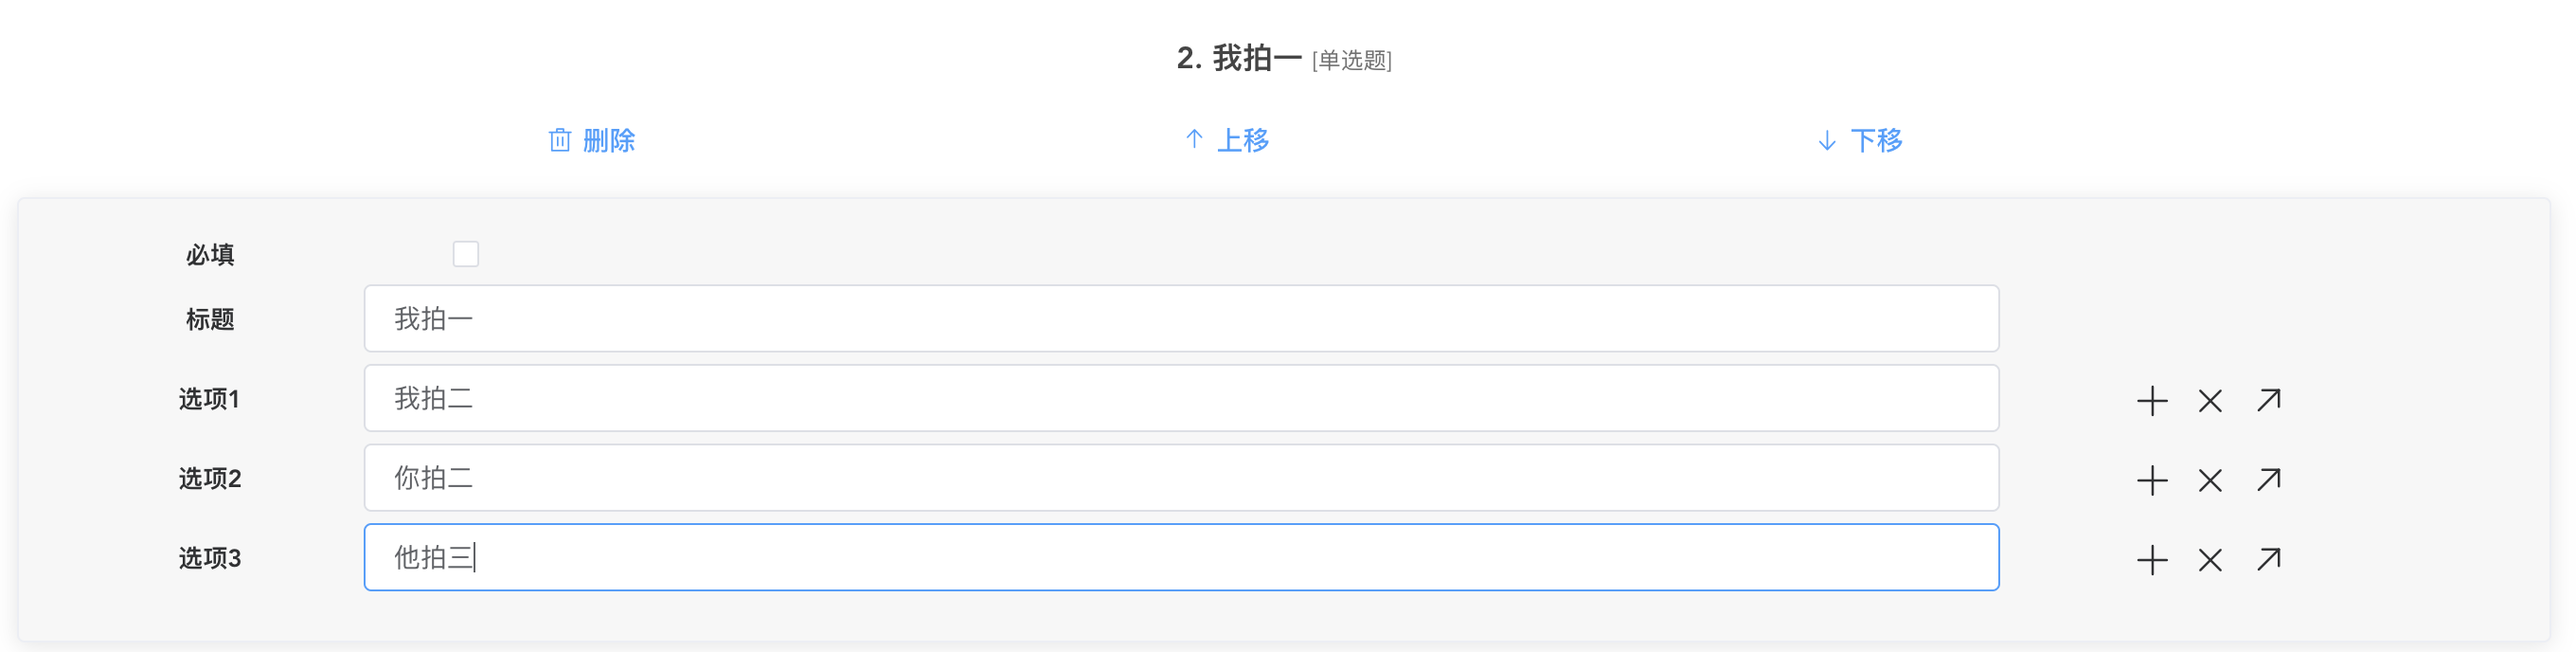 2. 我拍一 [单选题]
删除 上移 下移
必填
标题 我拍一
选项1 我拍二
选项2 你拍二
选项3 他拍三